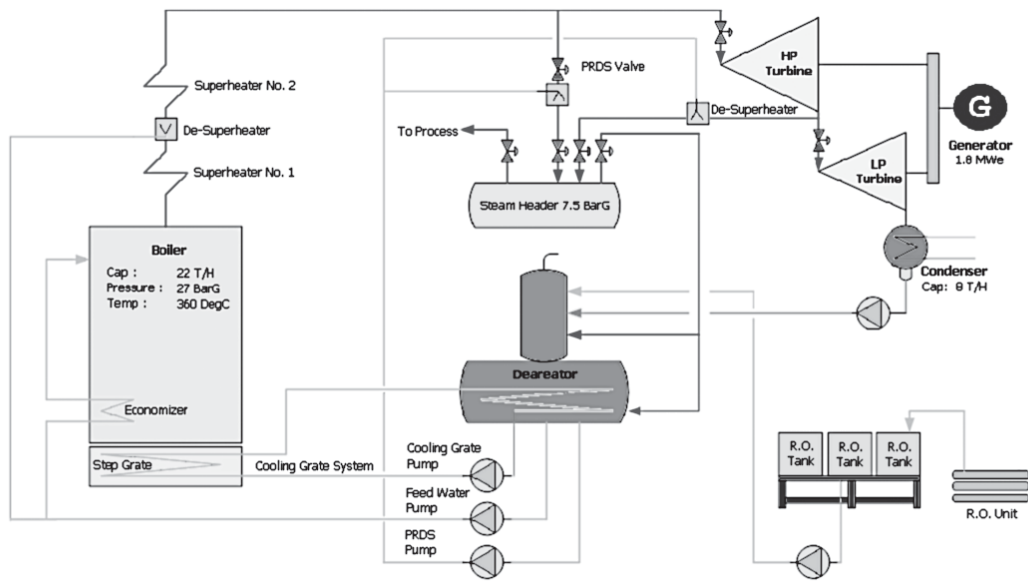 Superheater No. 2
De-Superheater
Superheater No. 1
PRDS Valve
HP
Turbine
De-Superheater
To Process
G
Generator
1.8 MWe
LP
Turbine
Steam Header 7.5 BarG
Boiler
Cap : 22 T/H
Pressure : 27 BarG
Temp : 360 DegC
Condenser
Cap: 8 T/H
Deareator
Economizer
Step Grate
Cooling Grate System
Cooling Grate
Pump
Feed Water
Pump
PRDS
Pump
R.O.
Tank
R.O.
Tank
R.O.
Tank
R.O. Unit